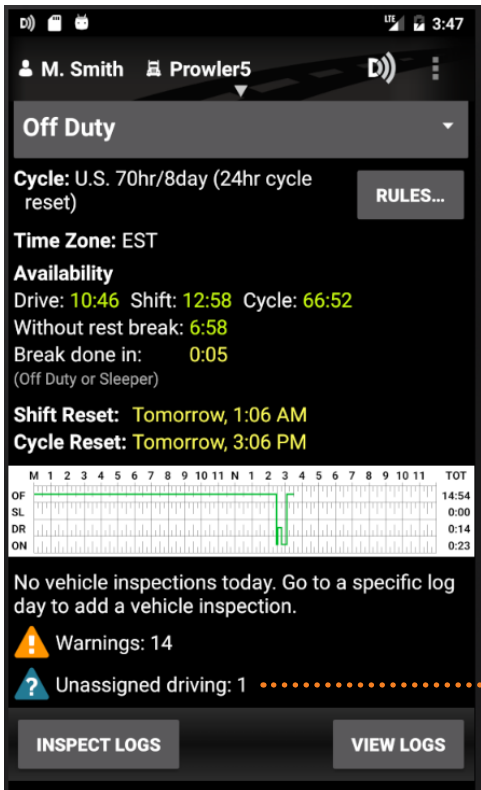 LTE 3:47
M. Smith Prowler5 D))
Off Duty
Cycle: U.S. 70hr/8day (24hr cycle
reset)
RULES...
Time Zone: EST
Availability
Drive: 10:46 Shift: 12:58 Cycle: 66:52
Without rest break: 6:58
Break done in: 0:05
(Off Duty or Sleeper)
Shift Reset: Tomorrow, 1:06 AM
Cycle Reset: Tomorrow, 3:06 PM
M 1 2 3 4 5 6 7 8 9 10 11 N 1 2 3 4 5 6 7 8 9 10 11 TOT
OF 14:54
SL 0:00
DR 0:14
ON 0:23
No vehicle inspections today. Go to a specific log
day to add a vehicle inspection.
! Warnings: 14
? Unassigned driving: 1
INSPECT LOGS VIEW LOGS